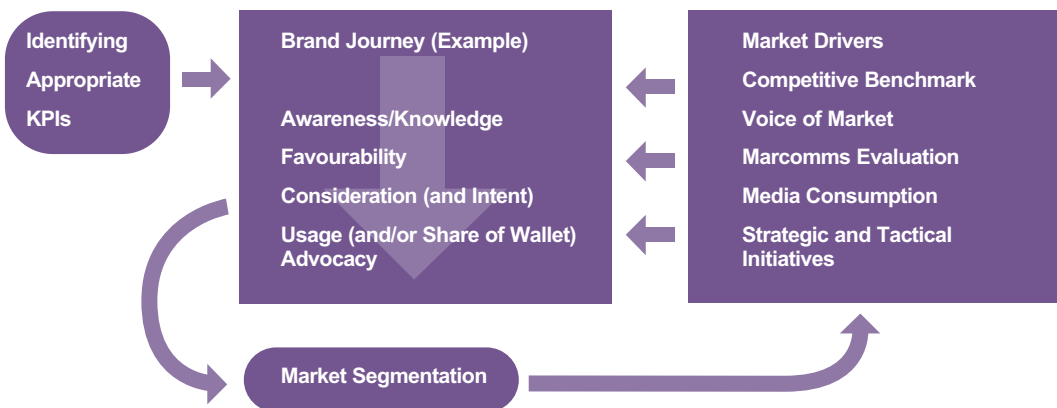 Identifying
Appropriate
KPIs
Brand Journey (Example)
Awareness/Knowledge
Favourability
Consideration (and Intent)
Usage (and/or Share of Wallet)
Advocacy
Market Drivers
Competitive Benchmark
Voice of Market
Marcomms Evaluation
Media Consumption
Strategic and Tactical
Initiatives
Market Segmentation